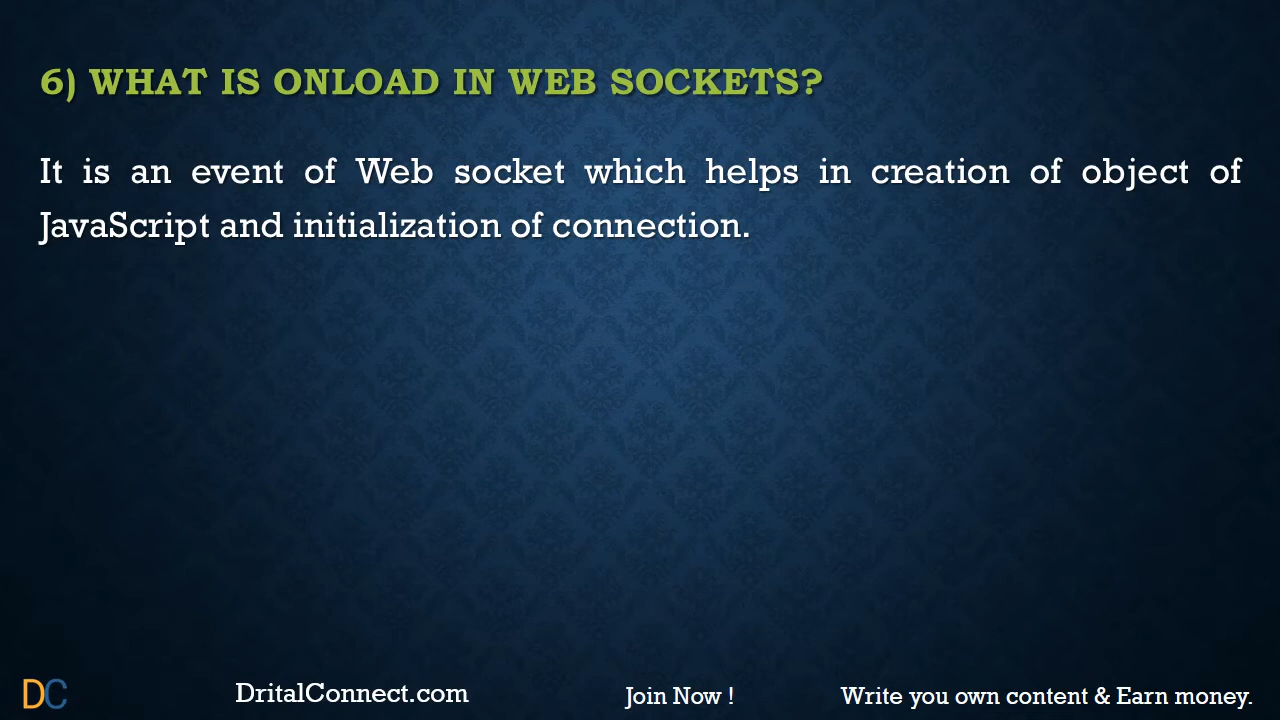 6) WHAT IS ONLOAD IN WEB SOCKETS?
It is an event of Web socket which helps in creation of object of
JavaScript and initialization of connection.
DC
DritalConnect.com
Join Now !
Write you own content & Earn money.